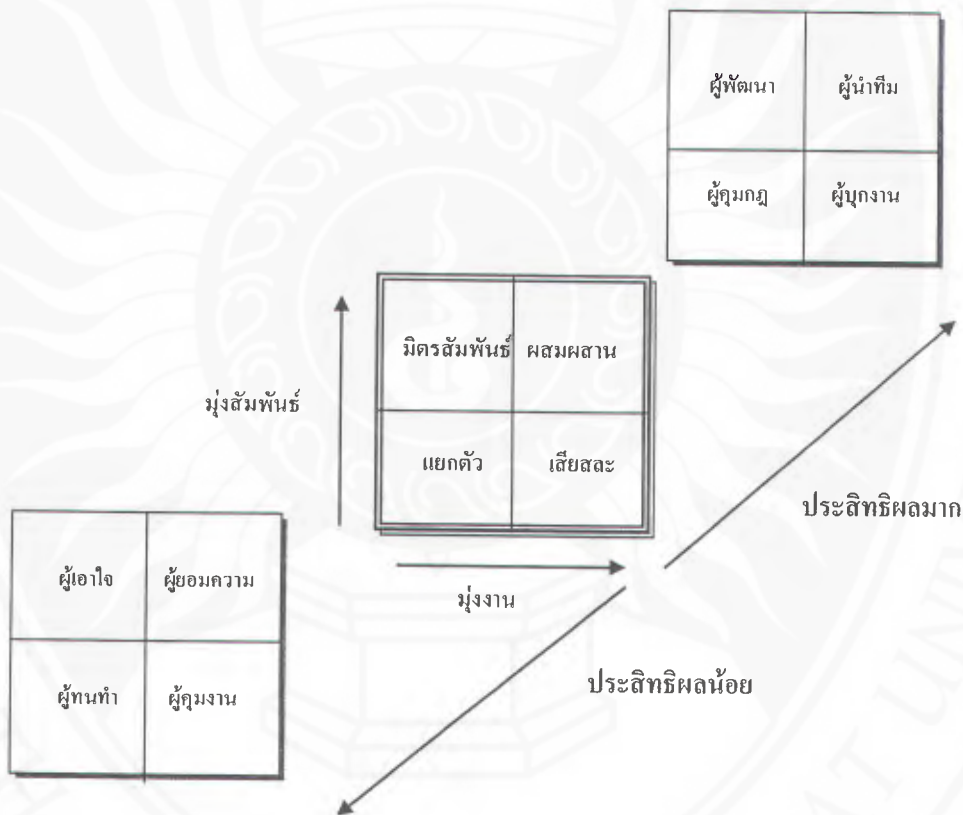 ผู้พัฒนา ผู้นำทีม
ผู้คุมกฎ ผู้บุกงาน
มิตรสัมพันธ์ ผสมผสาน
มุ่งสัมพันธ์
แยกตัว เสียสละ
ประสิทธิผลมาก
ผู้เอาใจ ผู้ยอมความ
มุ่งงาน
ประสิทธิผลน้อย
ผู้ทนทำ ผู้คุมงาน